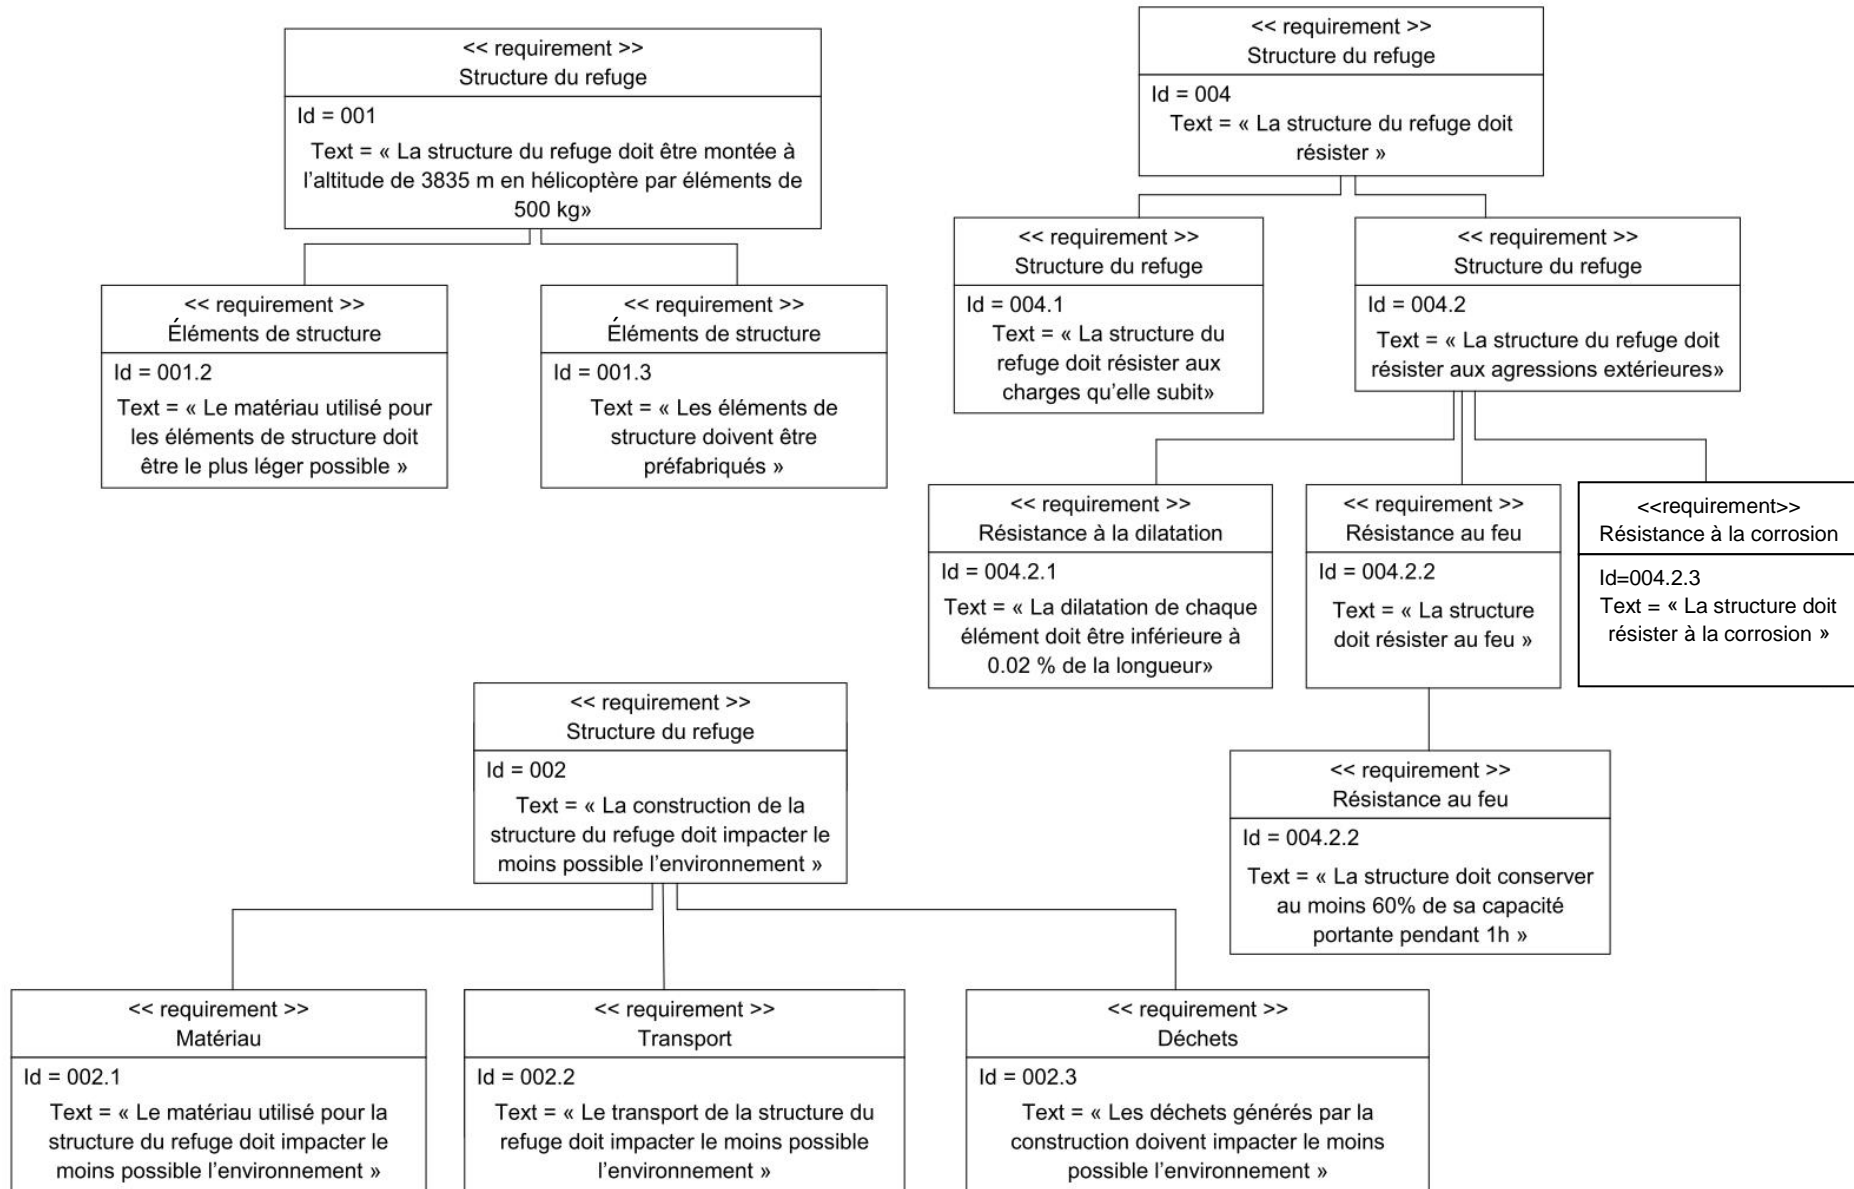 << requirement >>
Structure du refuge
Id = 001
Text = « La structure du refuge doit être montée à
l'altitude de 3835 m en hélicoptère par éléments de
500 kg»
<< requirement >>
Éléments de structure
Id = 001.2
Text = « Le matériau utilisé pour
les éléments de structure doit
être le plus léger possible »
<< requirement >>
Éléments de structure
Id = 001.3
Text = « Les éléments de
structure doivent être
préfabriqués »
<< requirement >>
Structure du refuge
Id = 004
Text = « La structure du refuge doit
résister »
<< requirement >>
Structure du refuge
Id = 004.1
Text = « La structure du
refuge doit résister aux
charges qu'elle subit»
<< requirement >>
Structure du refuge
Id = 004.2
Text = « La structure du refuge doit
résister aux agressions extérieures»
<< requirement >>
Résistance à la dilatation
Id = 004.2.1
Text = « La dilatation de chaque
élément doit être inférieure à
0.02 % de la longueur»
<< requirement >>
Résistance au feu
Id = 004.2.2
Text = « La structure
doit résister au feu »
<<requirement>>
Résistance à la corrosion
Id=004.2.3
Text = « La structure doit
résister à la corrosion »
<< requirement >>
Résistance au feu
Id = 004.2.2
Text = « La structure doit conserver
au moins 60% de sa capacité
portante pendant 1h »
<< requirement >>
Structure du refuge
Id = 002
Text = « La construction de la
structure du refuge doit impacter le
moins possible l'environnement »
<< requirement >>
Matériau
Id = 002.1
Text = « Le matériau utilisé pour la
structure du refuge doit impacter le
moins possible l'environnement »
<< requirement >>
Transport
Id = 002.2
Text = « Le transport de la structure du
refuge doit impacter le moins possible
l'environnement »
<< requirement >>
Déchets
Id = 002.3
Text = « Les déchets générés par la
construction doivent impacter le moins
possible l'environnement »